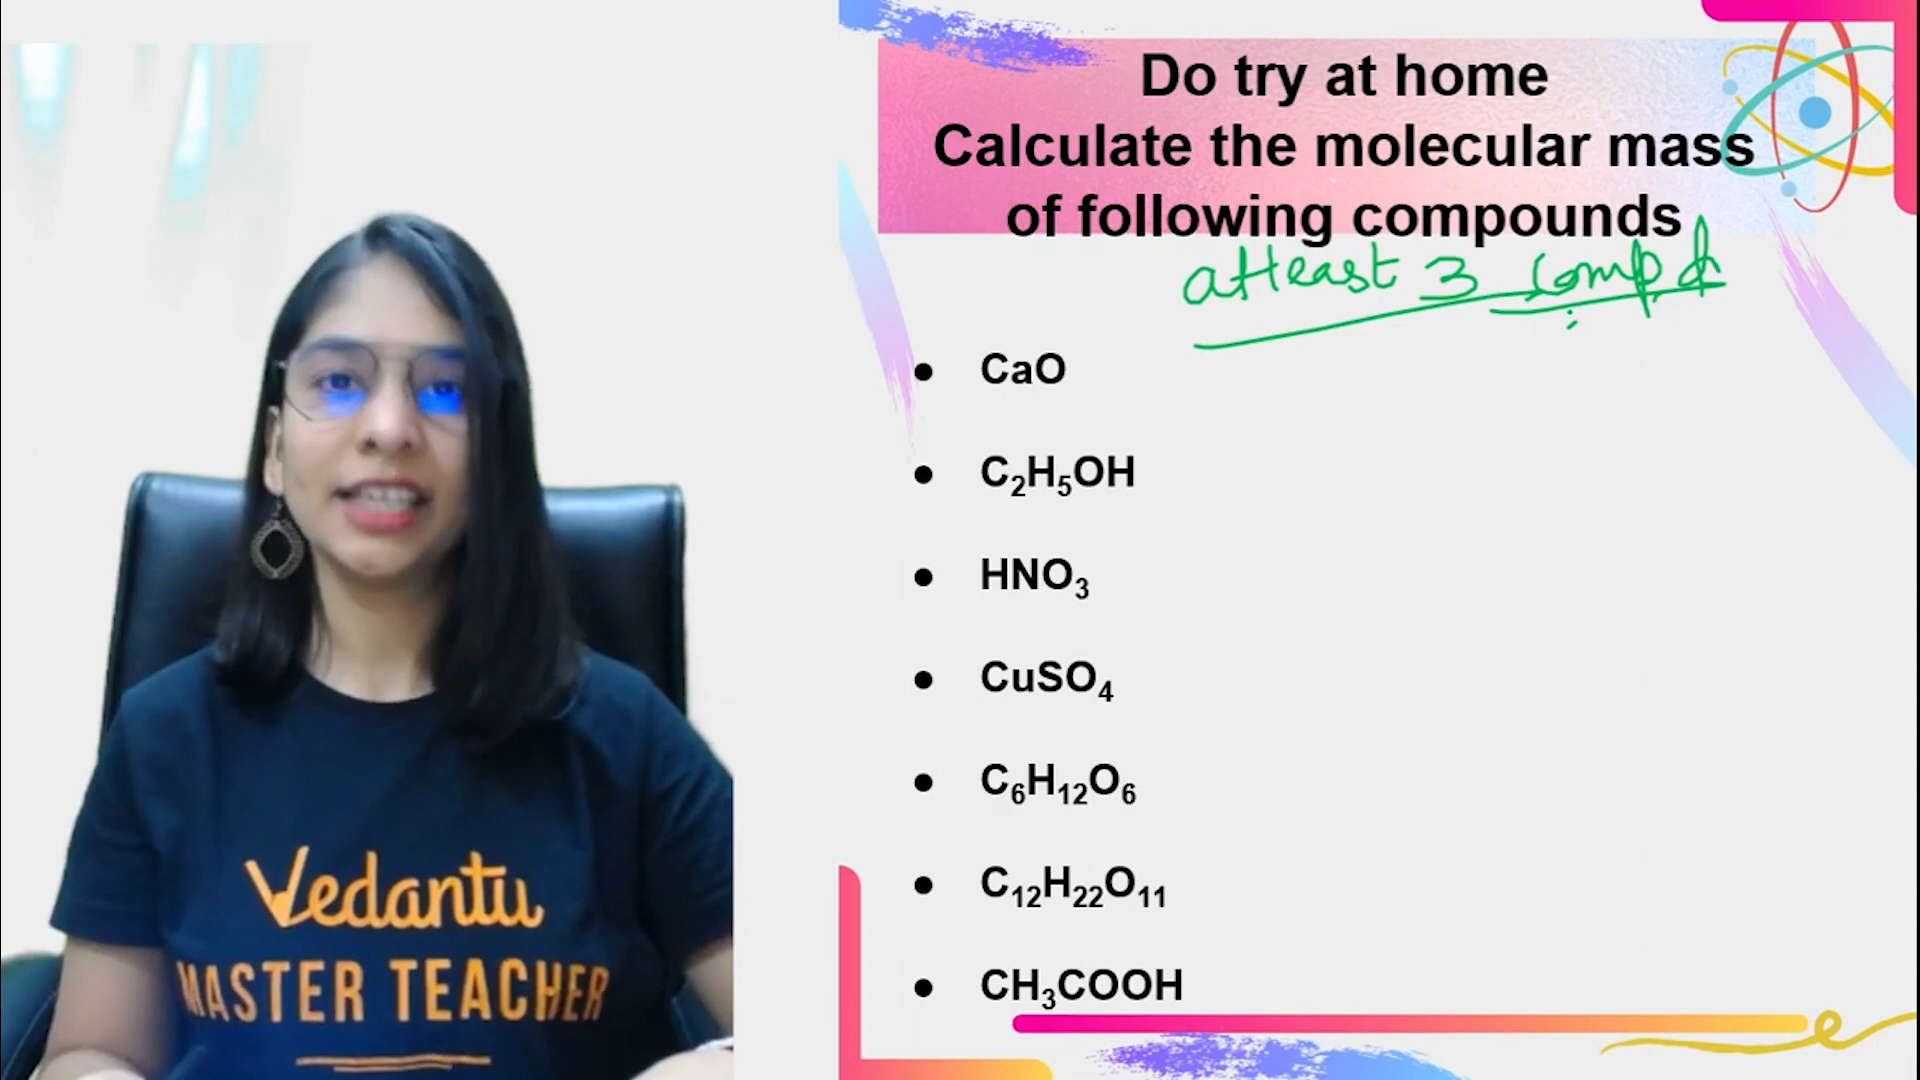 Do try at home
Calculate the molecular mass
of following compounds
atleast 3 compd
• CaO
• C₂H₅OH
• HNO₃
• CuSO₄
• C₆H₁₂O₆
• C₁₂H₂₂O₁₁
• CH₃COOH
Vedantu
MASTER TEACHER